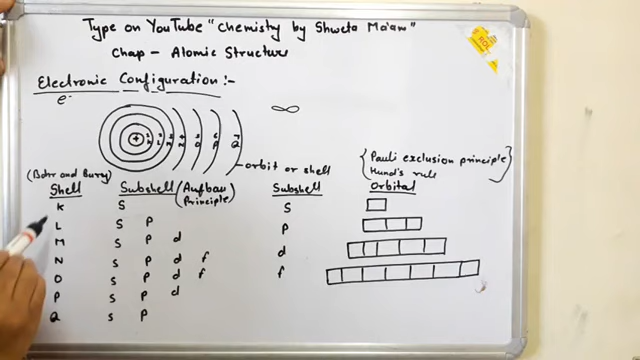 Type on YouTube "Chemistry by Shweta Ma'am"
Chap - Atomic Structure
Electronic Configuration :-
e⁻
∞
+
orbit or shell
{Pauli exclusion principle
Hund's rule}
(Bohr and Bury)
Shell Subshell (Aufbau Principle) Subshell Orbital
K s s
L s p p
M s p d d
N s p d f f
O s p d f
P s p d
Q s p